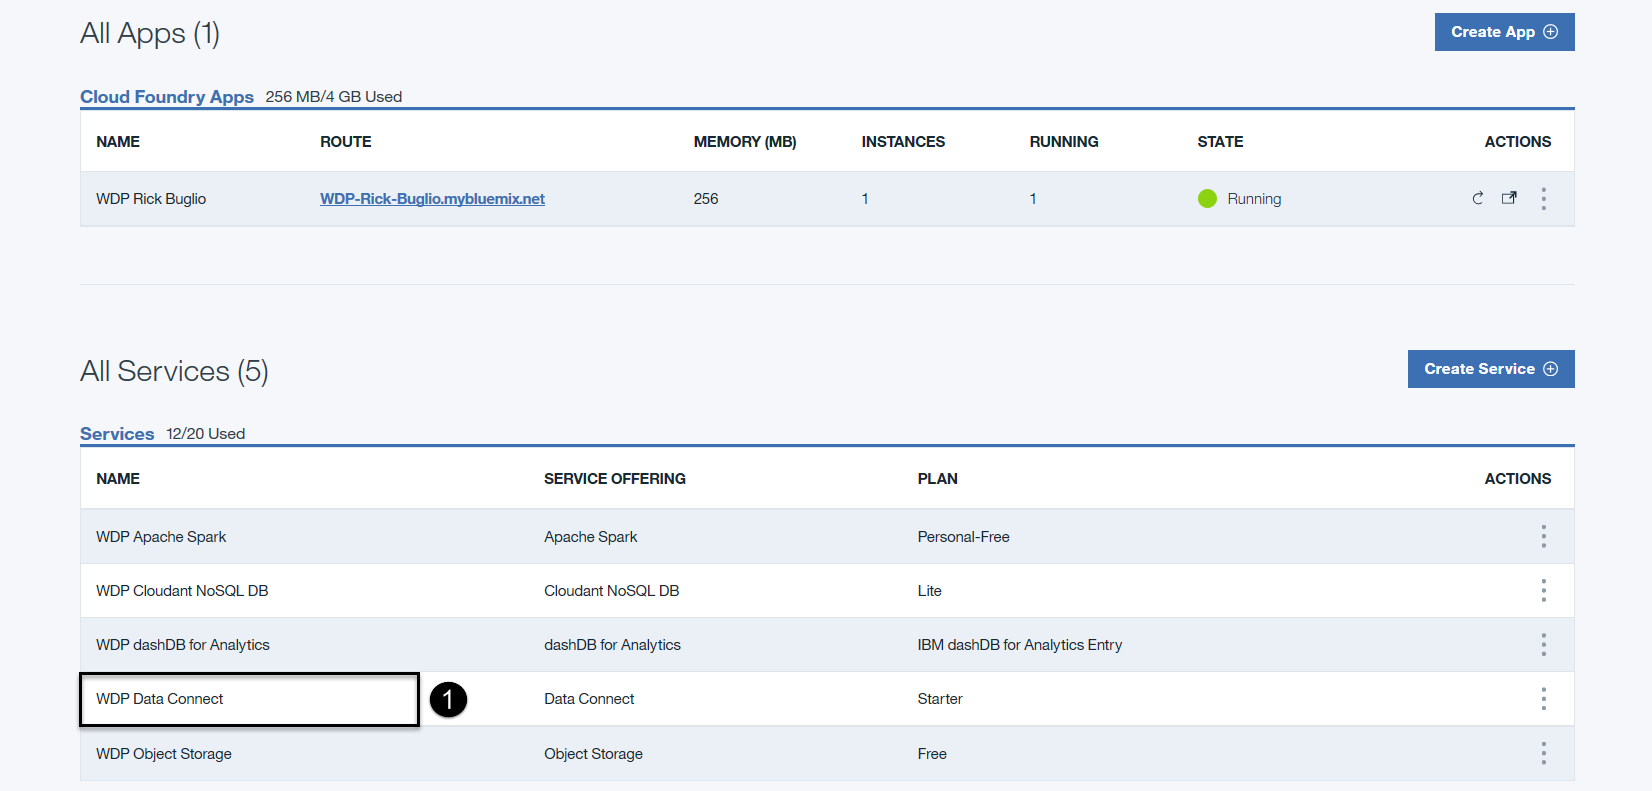 All Apps (1)
Create App
Cloud Foundry Apps 256 MB/4 GB Used
NAME ROUTE MEMORY (MB) INSTANCES RUNNING STATE ACTIONS
WDP Rick Buglio WDP-Rick-Buglio.mybluemix.net 256 1 1 Running
All Services (5)
Create Service
Services 12/20 Used
NAME SERVICE OFFERING PLAN ACTIONS
WDP Apache Spark Apache Spark Personal-Free
WDP Cloudant NoSQL DB Cloudant NoSQL DB Lite
WDP dashDB for Analytics dashDB for Analytics IBM dashDB for Analytics Entry
WDP Data Connect 1 Data Connect Starter
WDP Object Storage Object Storage Free